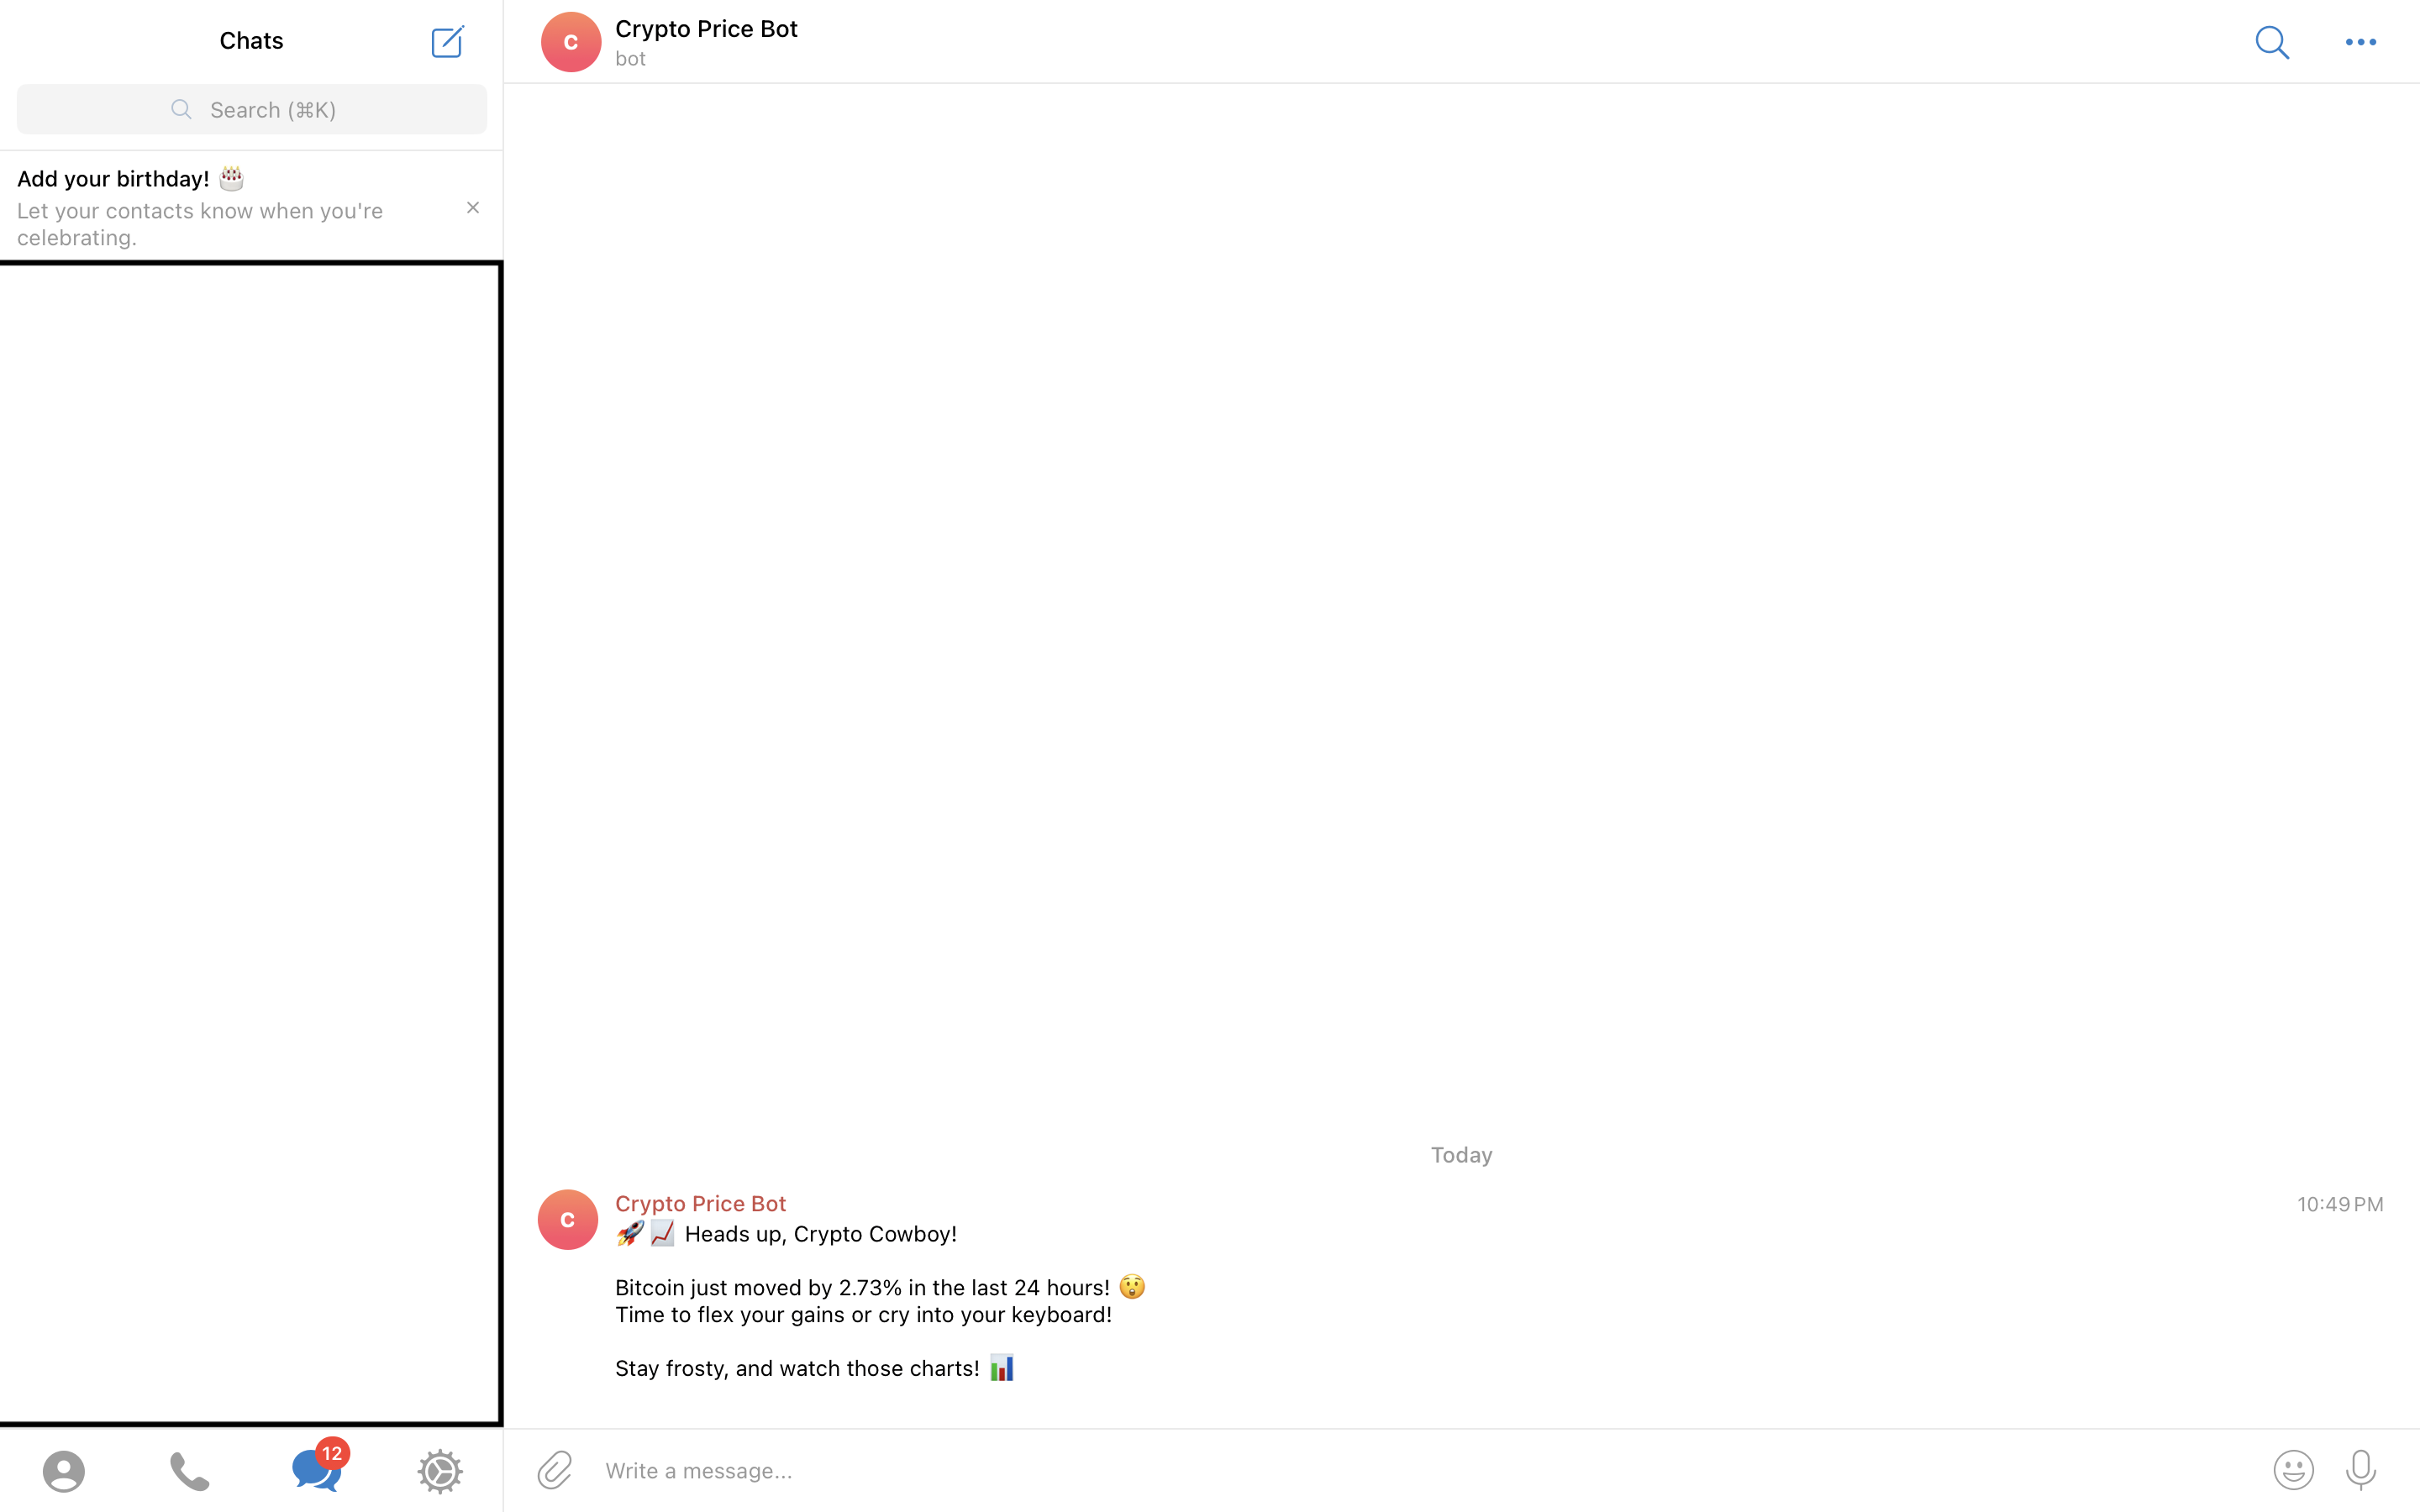 Chats
Search (⌘K)
Add your birthday! 🎂
Let your contacts know when you're
celebrating.
12
C
Crypto Price Bot
bot
Today
C
Crypto Price Bot
10:49 PM
🚀📈 Heads up, Crypto Cowboy!
Bitcoin just moved by 2.73% in the last 24 hours! 😲
Time to flex your gains or cry into your keyboard!
Stay frosty, and watch those charts! 📊
Write a message...